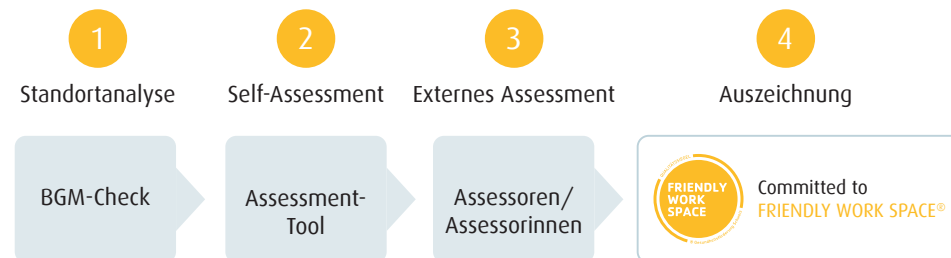 1
2
3
4
Standortanalyse
Self-Assessment
Externes Assessment
Auszeichnung
BGM-Check
Assessment-
Tool
Assessoren/
Assessorinnen
FRIENDLY
WORK
SPACE
Committed to
FRIENDLY WORK SPACE®